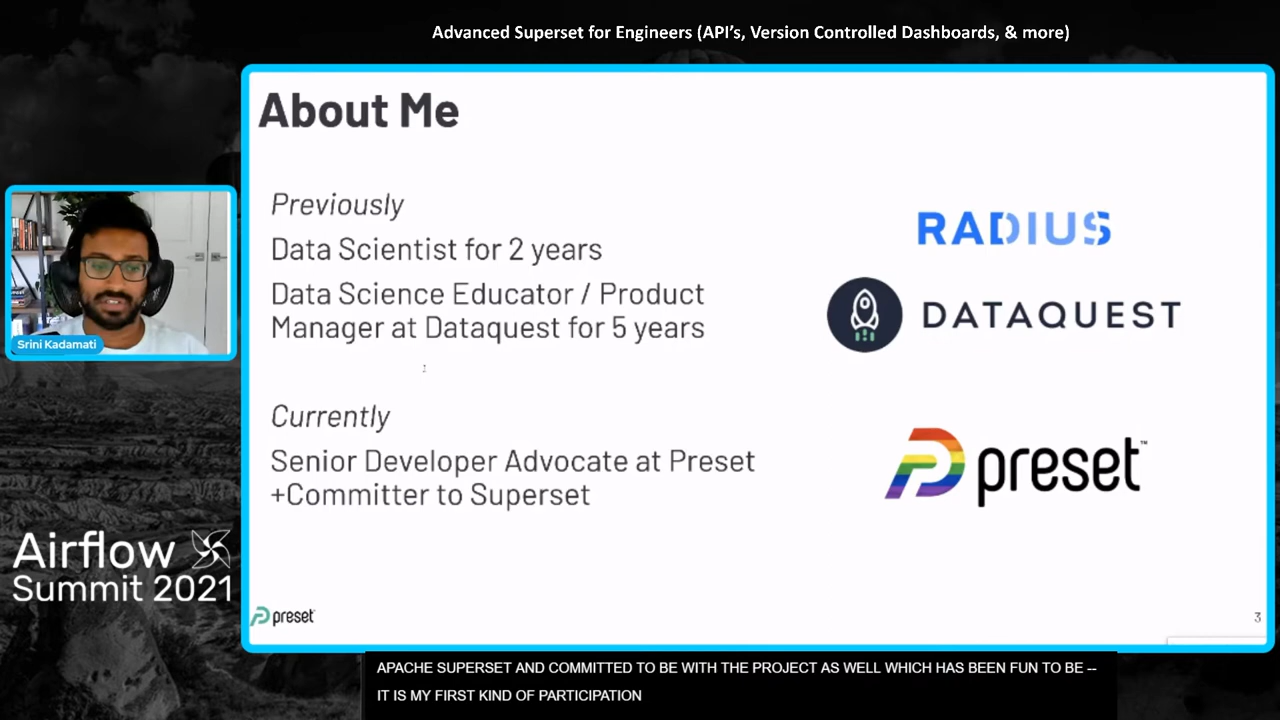 Advanced Superset for Engineers (API’s, Version Controlled Dashboards, & more)
About Me
Previously
Data Scientist for 2 years
Data Science Educator / Product
Manager at Dataquest for 5 years
Currently
Senior Developer Advocate at Preset
+Committer to Superset
RADIUS
DATAQUEST
preset™
Srini Kadamati
Airflow
Summit 2021
preset
3
APACHE SUPERSET AND COMMITTED TO BE WITH THE PROJECT AS WELL WHICH HAS BEEN FUN TO BE --
IT IS MY FIRST KIND OF PARTICIPATION